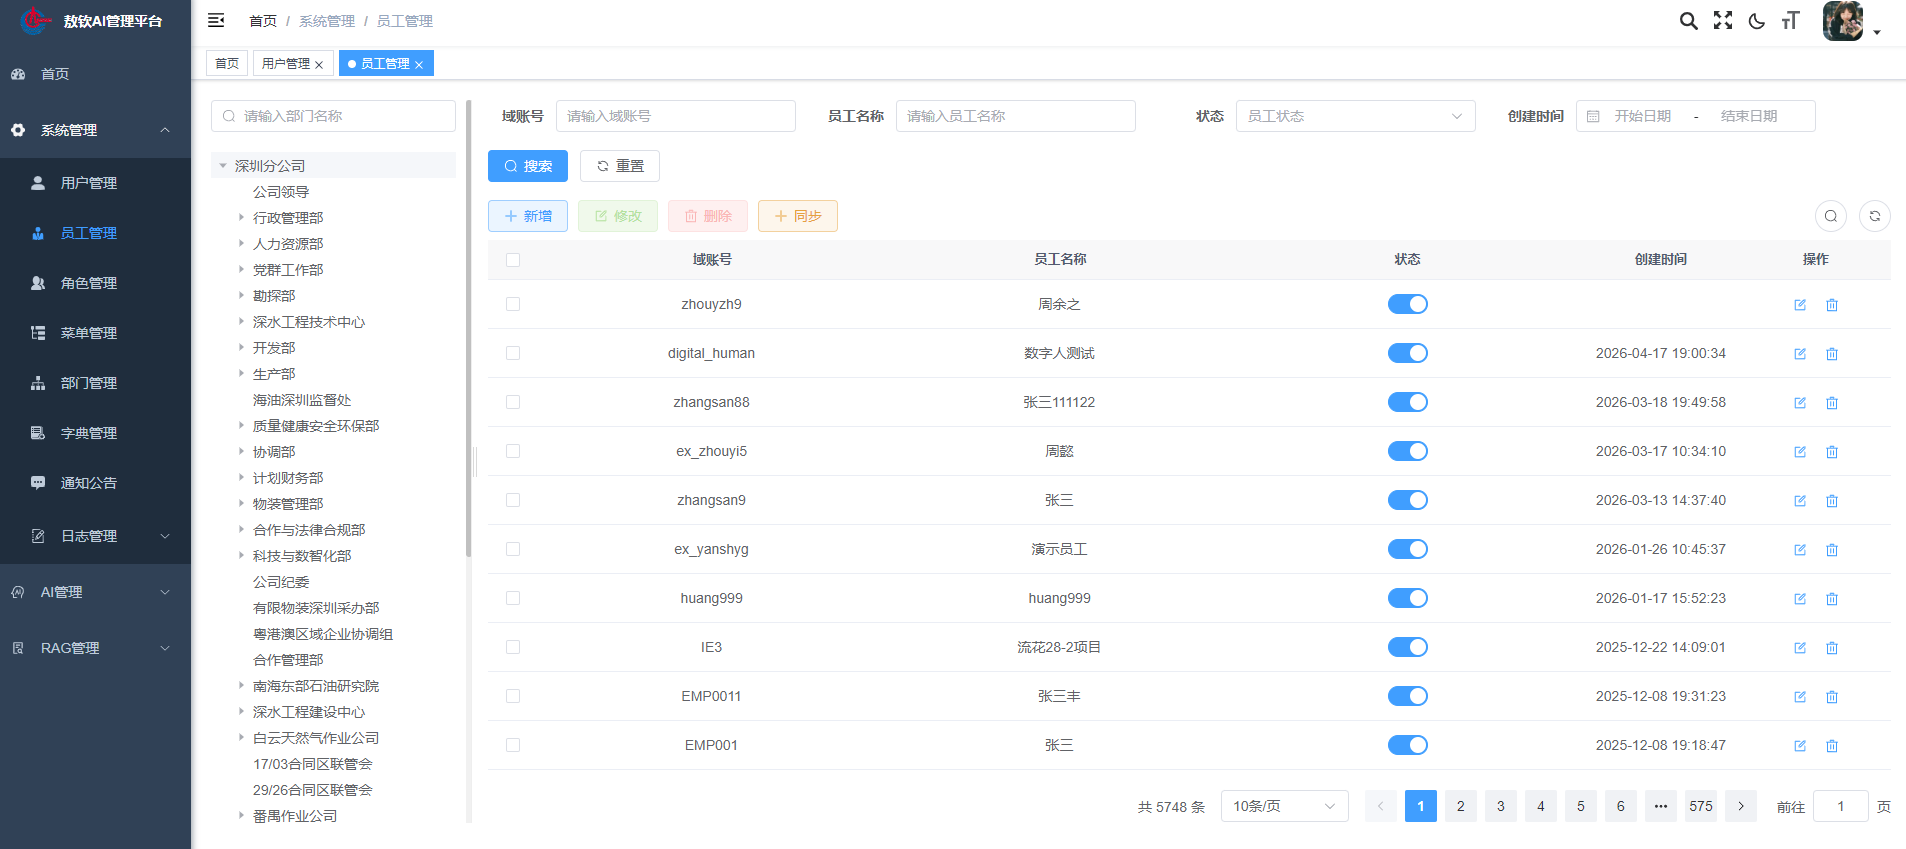 敖钦AI管理平台
首页
系统管理
用户管理
员工管理
角色管理
菜单管理
部门管理
字典管理
通知公告
日志管理
AI管理
RAG管理
首页 / 系统管理 / 员工管理
首页
用户管理 ×
员工管理 ×
请输入部门名称
深圳分公司
公司领导
行政管理部
人力资源部
党群工作部
勘探部
深水工程技术中心
开发部
生产部
海油深圳监督处
质量健康安全环保部
协调部
计划财务部
物装管理部
合作与法律合规部
科技与数智化部
公司纪委
有限物装深圳采办部
粤港澳区域企业协调组
合作管理部
南海东部石油研究院
深水工程建设中心
白云天然气作业公司
17/03合同区联管会
29/26合同区联管会
番禺作业公司
域账号 请输入域账号 员工名称 请输入员工名称 状态 员工状态 创建时间 开始日期 - 结束日期
搜索 重置
新增 修改 删除 同步
域账号 员工名称 状态 创建时间 操作
zhouyzh9 周余之
digital_human 数字人测试 2026-04-17 19:00:34
zhangsan88 张三111122 2026-03-18 19:49:58
ex_zhouyi5 周懿 2026-03-17 10:34:10
zhangsan9 张三 2026-03-13 14:37:40
ex_yanshyg 演示员工 2026-01-26 10:45:37
huang999 huang999 2026-01-17 15:52:23
IE3 流花28-2项目 2025-12-22 14:09:01
EMP0011 张三丰 2025-12-08 19:31:23
EMP001 张三 2025-12-08 19:18:47
共 5748 条 10条/页 1 2 3 4 5 6 ••• 575 前往 1 页